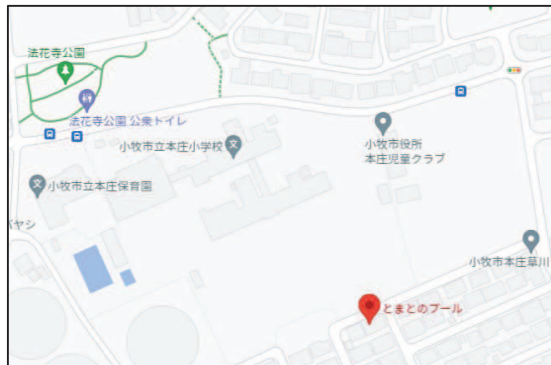 法花寺公園
法花寺公園 公衆トイレ
小牧市立本庄小学校
小牧市役所
本庄児童クラブ
小牧市立本庄保育園
バヤシ
小牧市本庄草川
とまとのプール